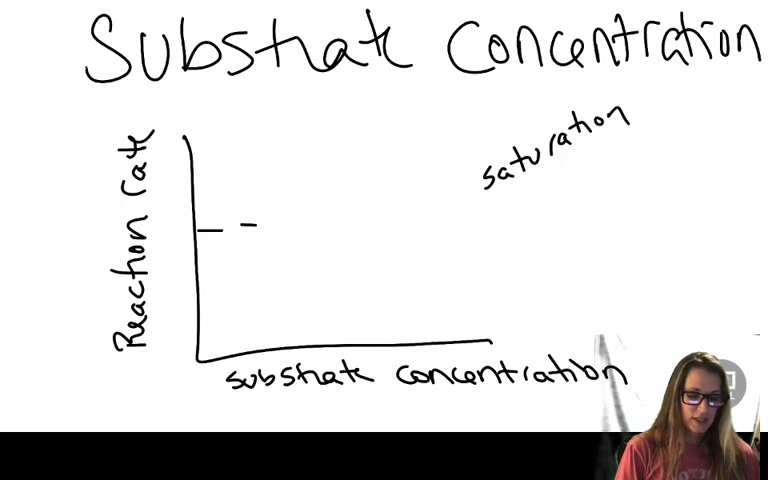 Substrate Concentration
saturation
Reaction rate
substrate concentration